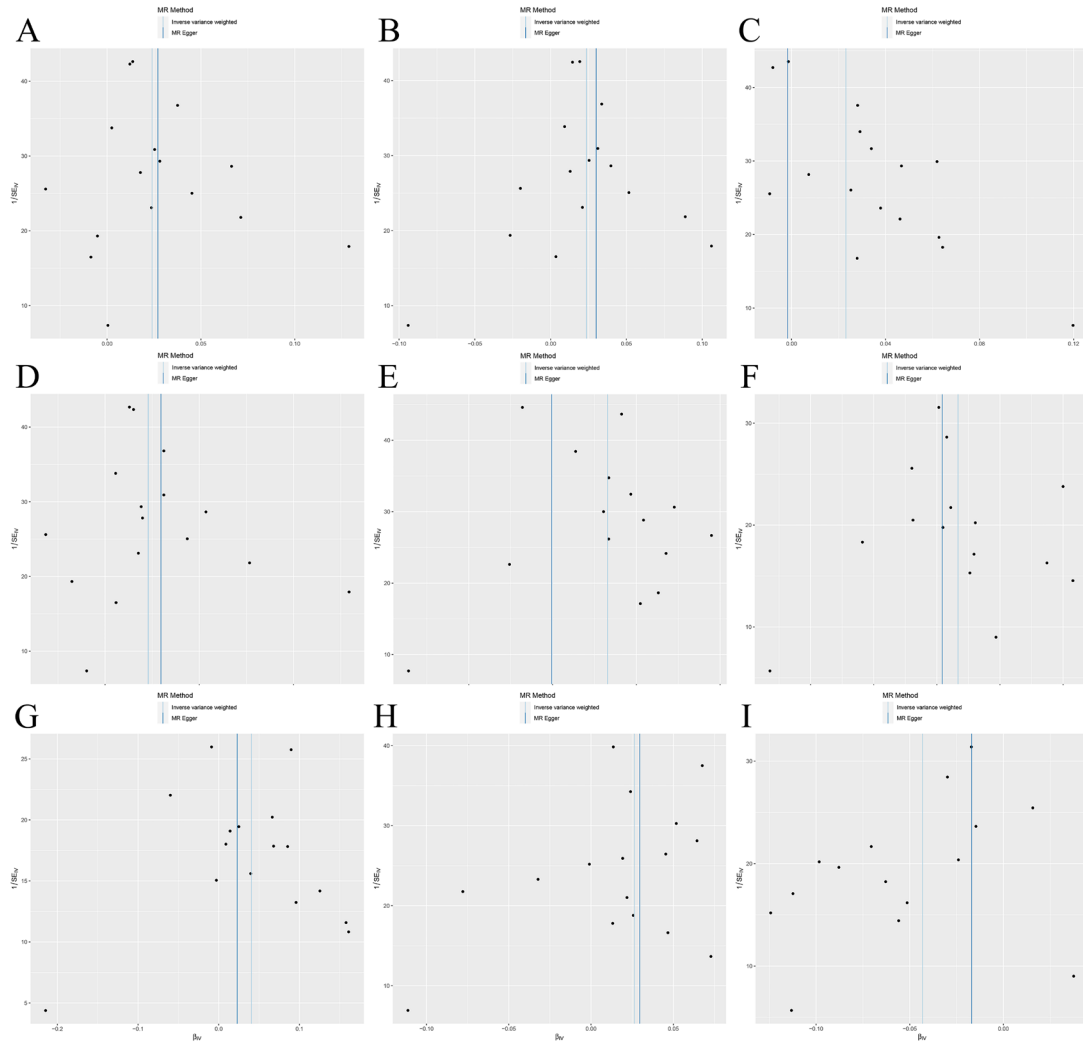 A
MR Method
Inverse variance weighted
MR Egger
1/SE_IV
40
30
20
10
0.00
0.05
0.10
B
MR Method
Inverse variance weighted
MR Egger
1/SE_IV
40
30
20
10
−0.10
−0.05
0.00
0.05
0.10
C
MR Method
Inverse variance weighted
MR Egger
1/SE_IV
40
30
20
10
0.00
0.04
0.08
0.12
D
MR Method
Inverse variance weighted
MR Egger
1/SE_IV
40
30
20
10
E
MR Method
Inverse variance weighted
MR Egger
1/SE_IV
40
30
20
10
F
MR Method
Inverse variance weighted
MR Egger
1/SE_IV
30
20
10
G
MR Method
Inverse variance weighted
MR Egger
1/SE_IV
25
20
15
10
5
−0.2
−0.1
0.0
0.1
β_IV
H
MR Method
Inverse variance weighted
MR Egger
1/SE_IV
40
30
20
10
−0.10
−0.05
0.00
0.05
β_IV
I
MR Method
Inverse variance weighted
MR Egger
1/SE_IV
30
20
10
−0.10
−0.05
0.00
β_IV